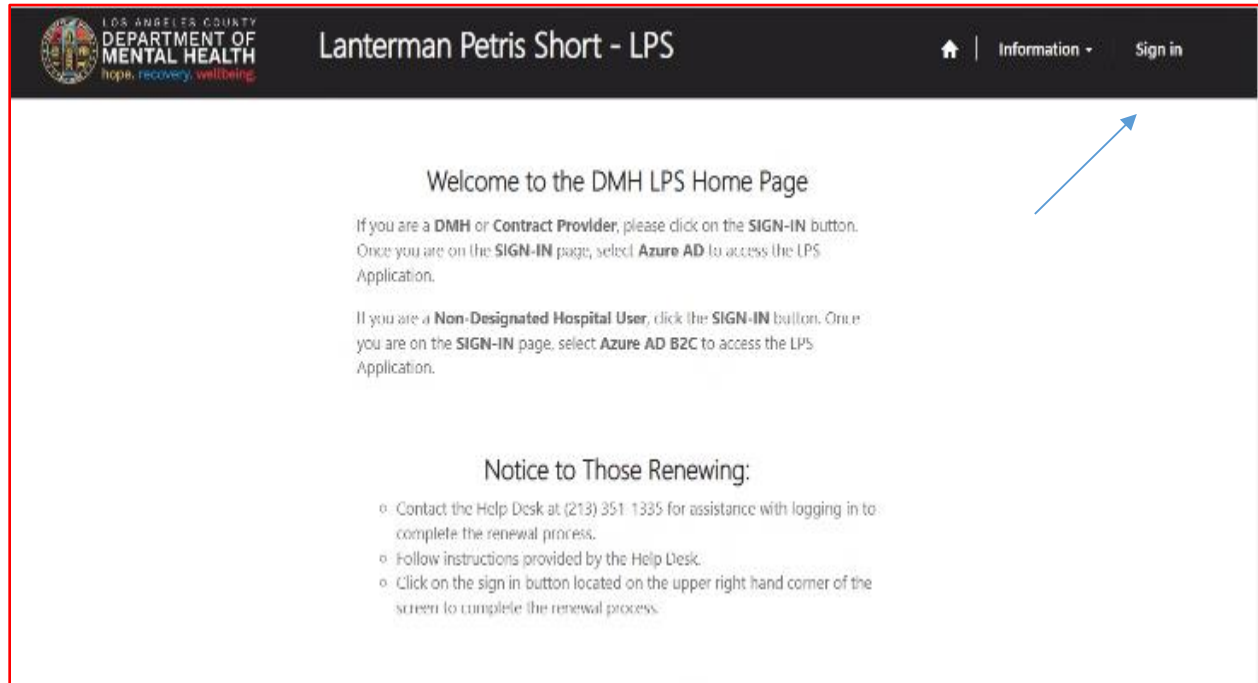 LOS ANGELES COUNTY
DEPARTMENT OF
MENTAL HEALTH
hope. recovery. wellbeing.
Lanterman Petris Short - LPS
Information
Sign in
Welcome to the DMH LPS Home Page
If you are a DMH or Contract Provider, please click on the SIGN-IN button.
Once you are on the SIGN-IN page, select Azure AD to access the LPS
Application.
If you are a Non-Designated Hospital User, click the SIGN-IN button. Once
you are on the SIGN-IN page, select Azure AD B2C to access the LPS
Application.
Notice to Those Renewing:
Contact the Help Desk at (213) 351-1335 for assistance with logging in to
complete the renewal process.
Follow instructions provided by the Help Desk.
Click on the sign in button located on the upper right hand corner of the
screen to complete the renewal process.